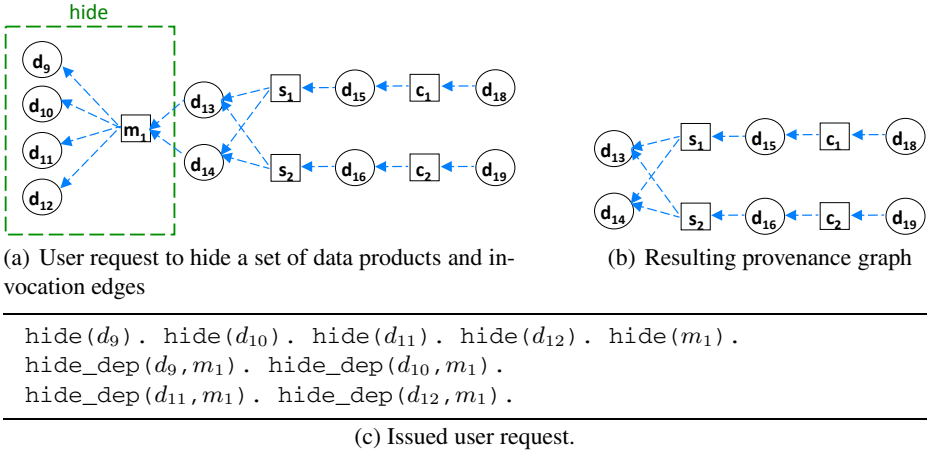 hide
d9
d10
d11
d12
m1
d13
d14
s1
s2
d15
d16
c1
c2
d18
d19
(a) User request to hide a set of data products and in-
vocation edges
d13
d14
s1
s2
d15
d16
c1
c2
d18
d19
(b) Resulting provenance graph
hide(d9). hide(d10). hide(d11). hide(d12). hide(m1).
hide_dep(d9,m1). hide_dep(d10,m1).
hide_dep(d11,m1). hide_dep(d12,m1).
(c) Issued user request.